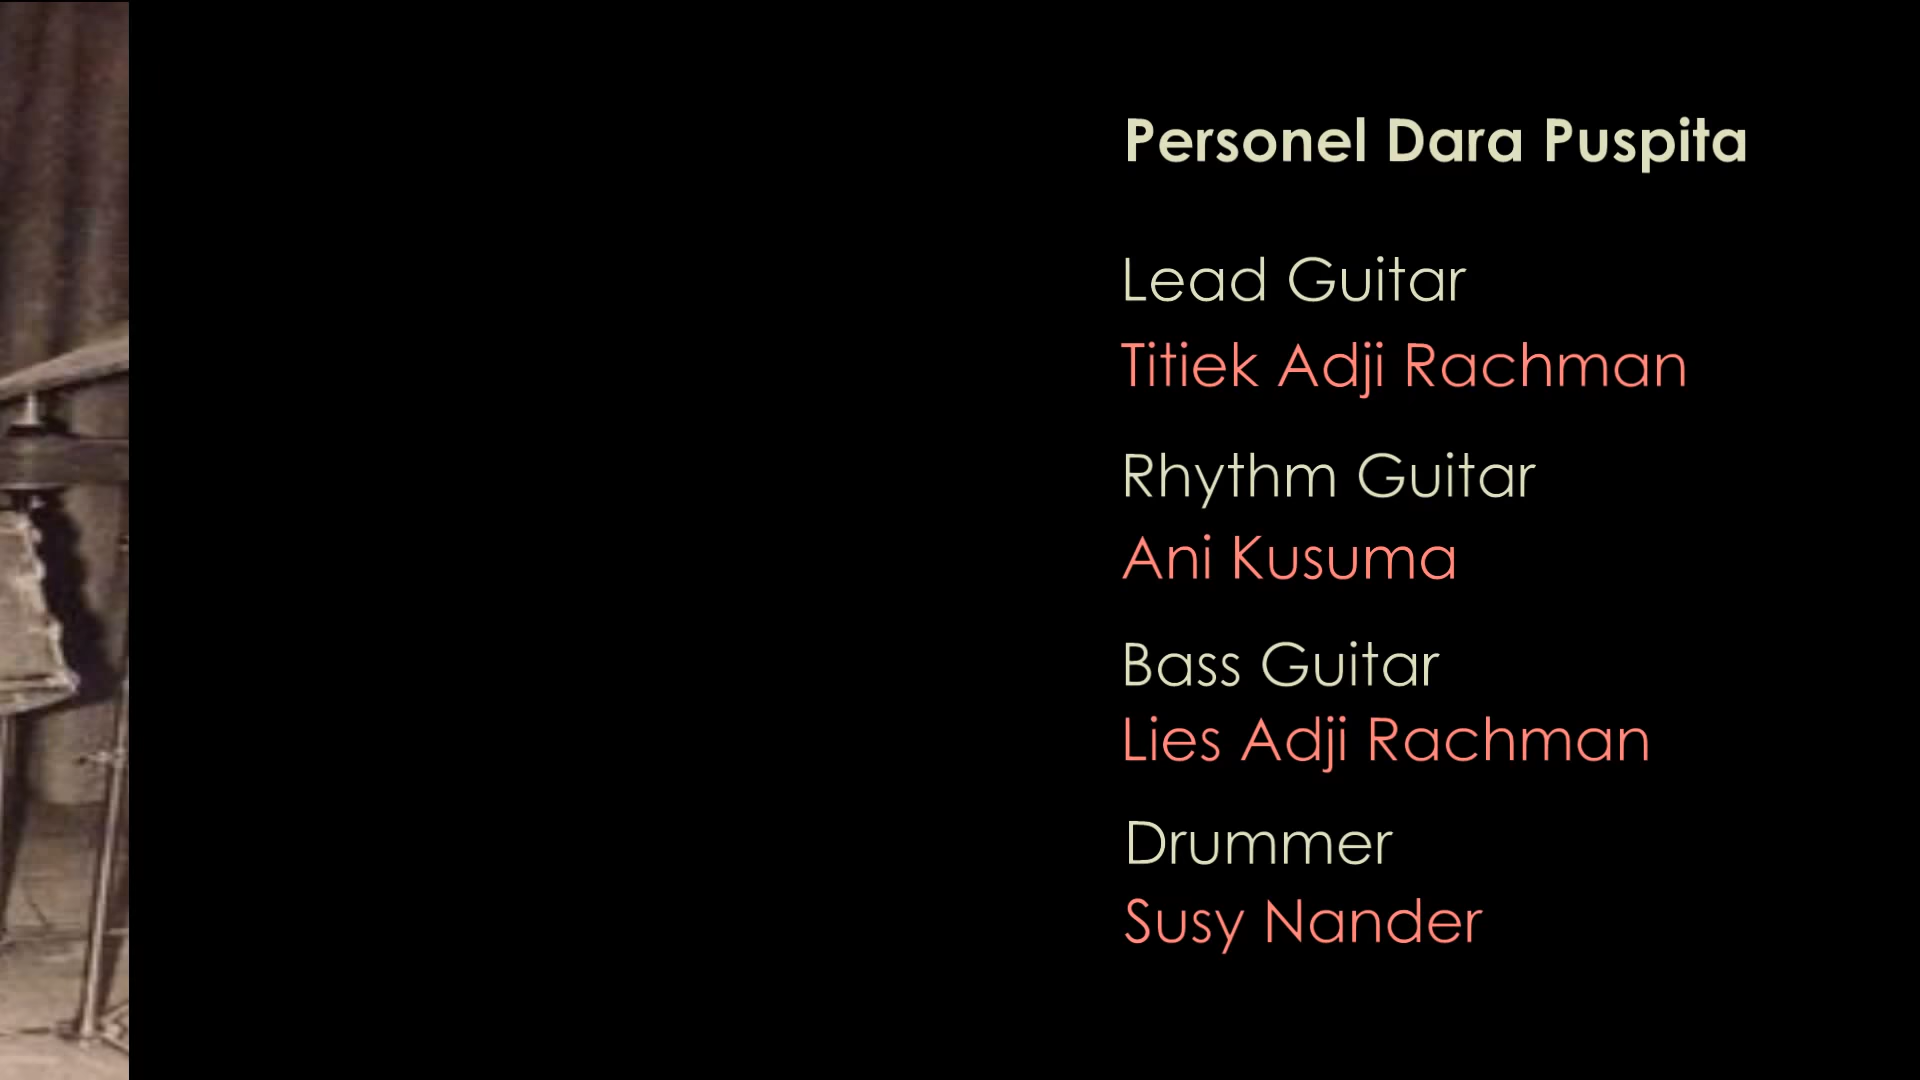 Personel Dara Puspita
Lead Guitar
Titiek Adji Rachman
Rhythm Guitar
Ani Kusuma
Bass Guitar
Lies Adji Rachman
Drummer
Susy Nander